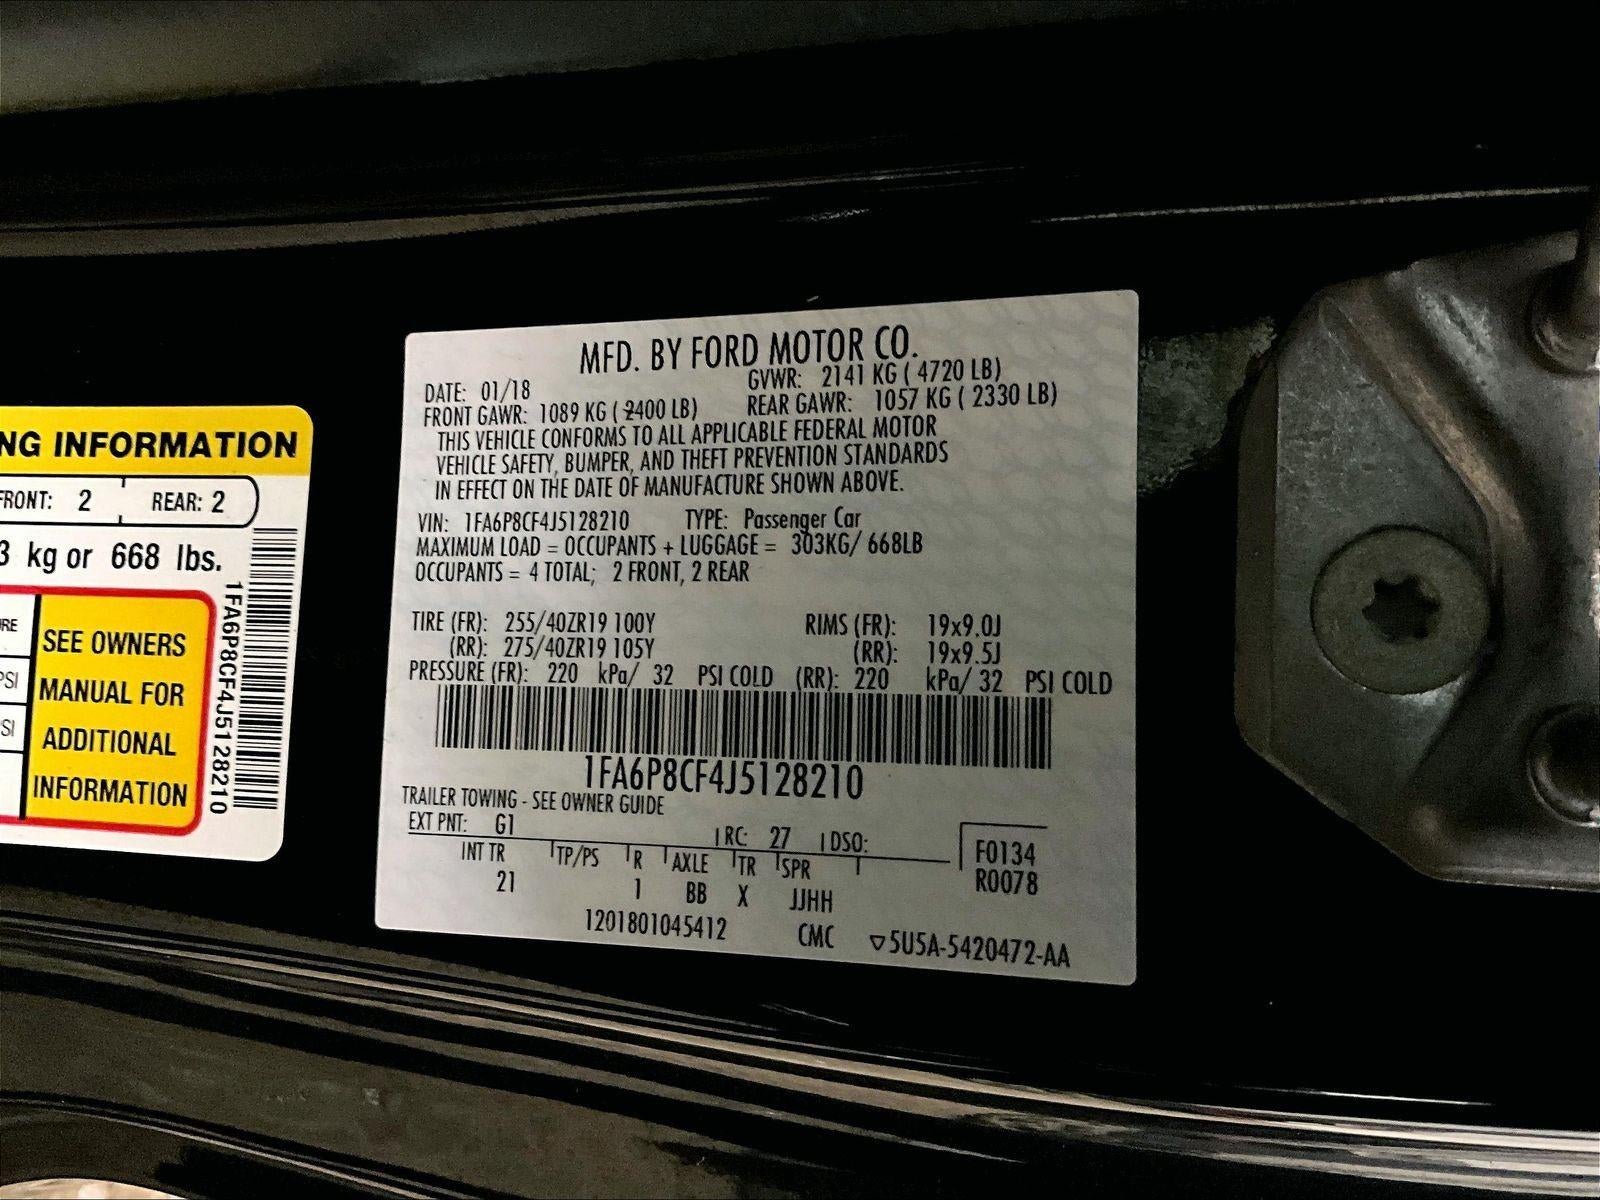 NG INFORMATION
FRONT: 2 REAR: 2
3 kg or 668 lbs.
RE
PSI
PSI
SEE OWNERS
MANUAL FOR
ADDITIONAL
INFORMATION
1FA6P8CF4J5128210
MFD. BY FORD MOTOR CO.
DATE: 01/18 GVWR: 2141 KG ( 4720 LB)
FRONT GAWR: 1089 KG ( 2400 LB) REAR GAWR: 1057 KG ( 2330 LB)
THIS VEHICLE CONFORMS TO ALL APPLICABLE FEDERAL MOTOR
VEHICLE SAFETY, BUMPER, AND THEFT PREVENTION STANDARDS
IN EFFECT ON THE DATE OF MANUFACTURE SHOWN ABOVE.
VIN: 1FA6P8CF4J5128210 TYPE: Passenger Car
MAXIMUM LOAD = OCCUPANTS + LUGGAGE = 303KG/ 668LB
OCCUPANTS = 4 TOTAL; 2 FRONT, 2 REAR
TIRE (FR): 255/40ZR19 100Y RIMS (FR): 19x9.0J
(RR): 275/40ZR19 105Y (RR): 19x9.5J
PRESSURE (FR): 220 kPa/ 32 PSI COLD (RR): 220 kPa/ 32 PSI COLD
1FA6P8CF4J5128210
TRAILER TOWING - SEE OWNER GUIDE
EXT PNT: G1 RC: 27 DSO: F0134
INT TR TP/PS R AXLE TR SPR R0078
21 1 BB X JJHH
1201801045412 CMC ▽5U5A-5420472-AA